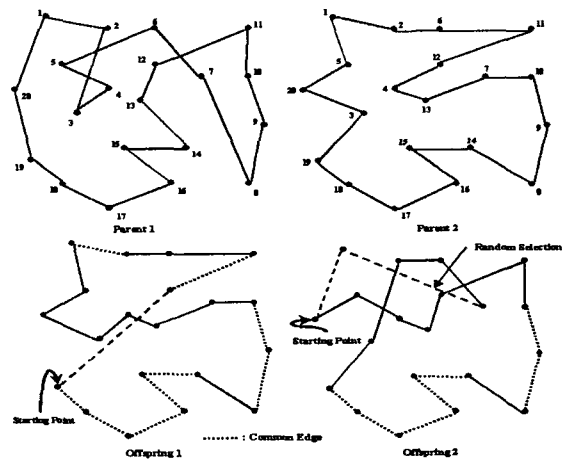 1 2 6 11
5 12 7 10
20 4 3 13 9
15 14
19 18 16 8
17
Parent 1
1 2 6 11
5 12 7 10
20 4 13
3 9
15 14
19 18 16 8
17
Parent 2
Random Selection
Starting Point
Starting Point
Offspring 1
: Common Edge
Offspring 2